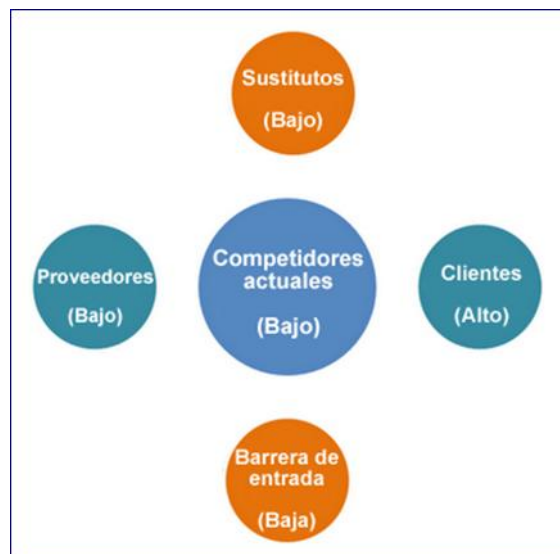 Sustitutos
(Bajo)
Proveedores
(Bajo)
Competidores
actuales
(Bajo)
Clientes
(Alto)
Barrera de
entrada
(Baja)